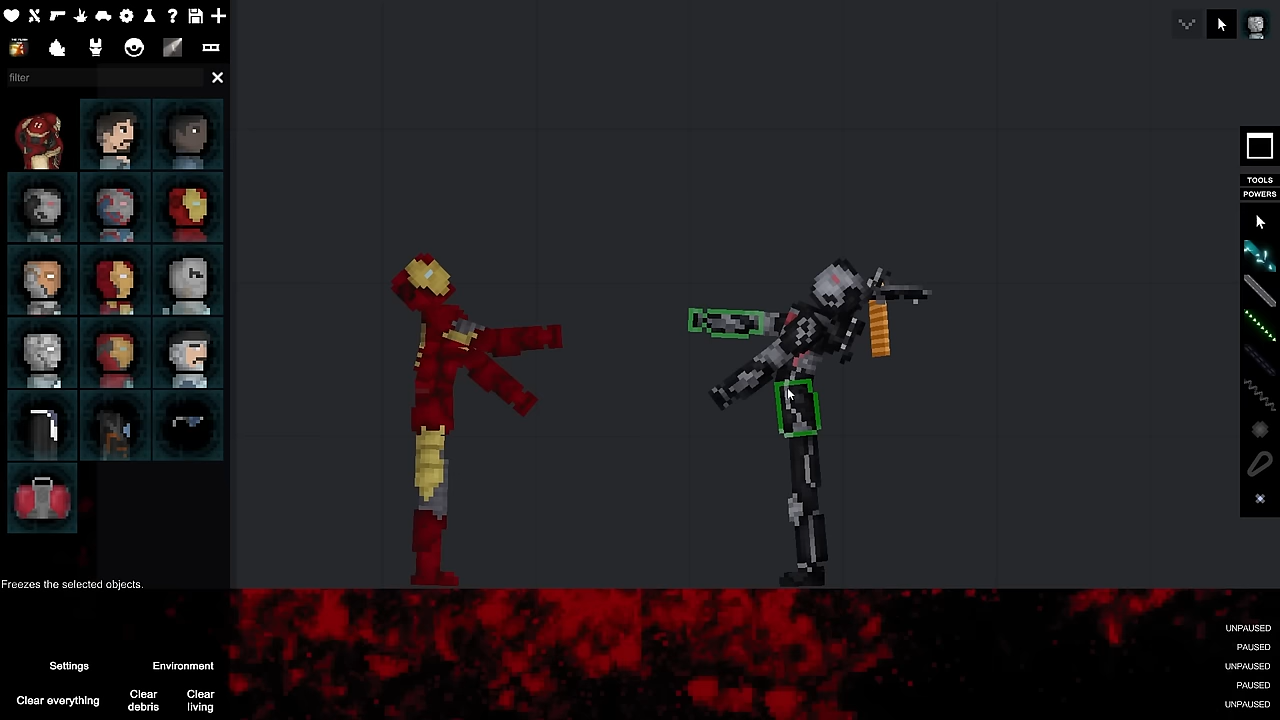 filter
TOOLS
POWERS
Freezes the selected objects.
Settings
Environment
Clear everything
Clear
debris
Clear
living
UNPAUSED
PAUSED
UNPAUSED
PAUSED
UNPAUSED